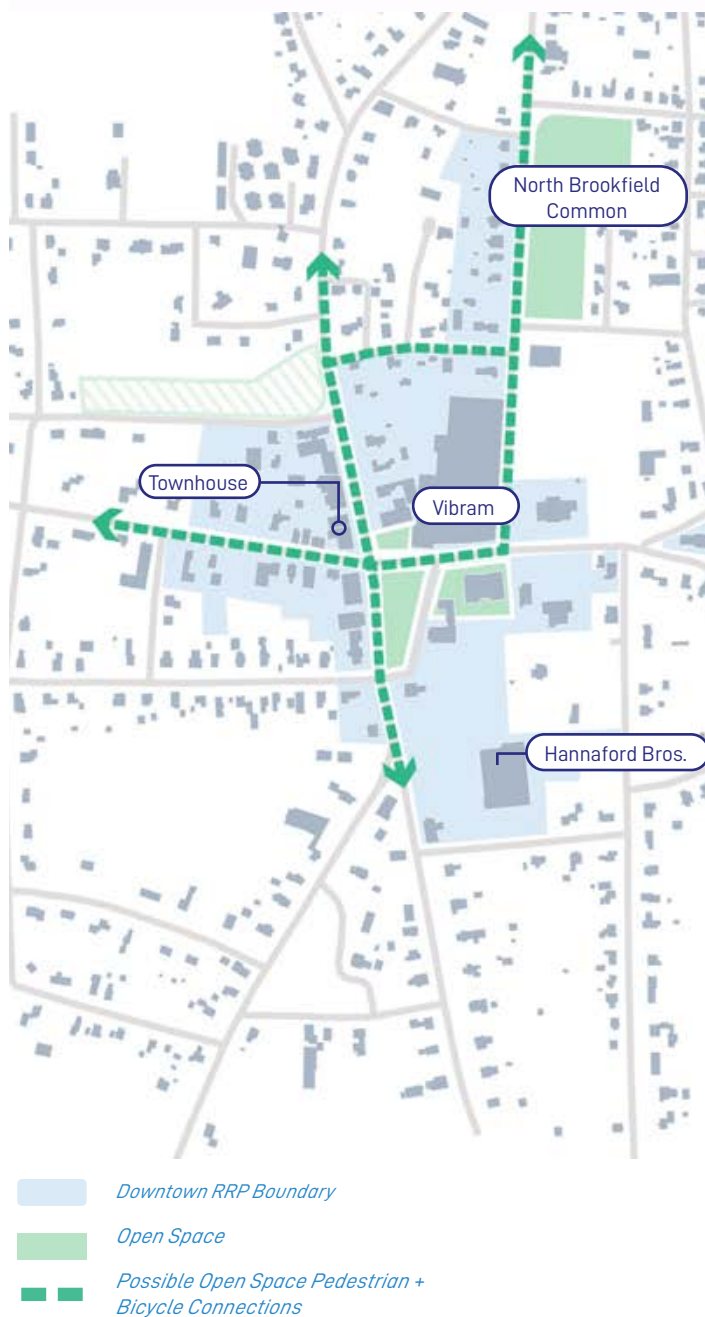 North Brookfield
Common
Townhouse
Vibram
Hannaford Bros.
Downtown RRP Boundary
Open Space
Possible Open Space Pedestrian +
Bicycle Connections